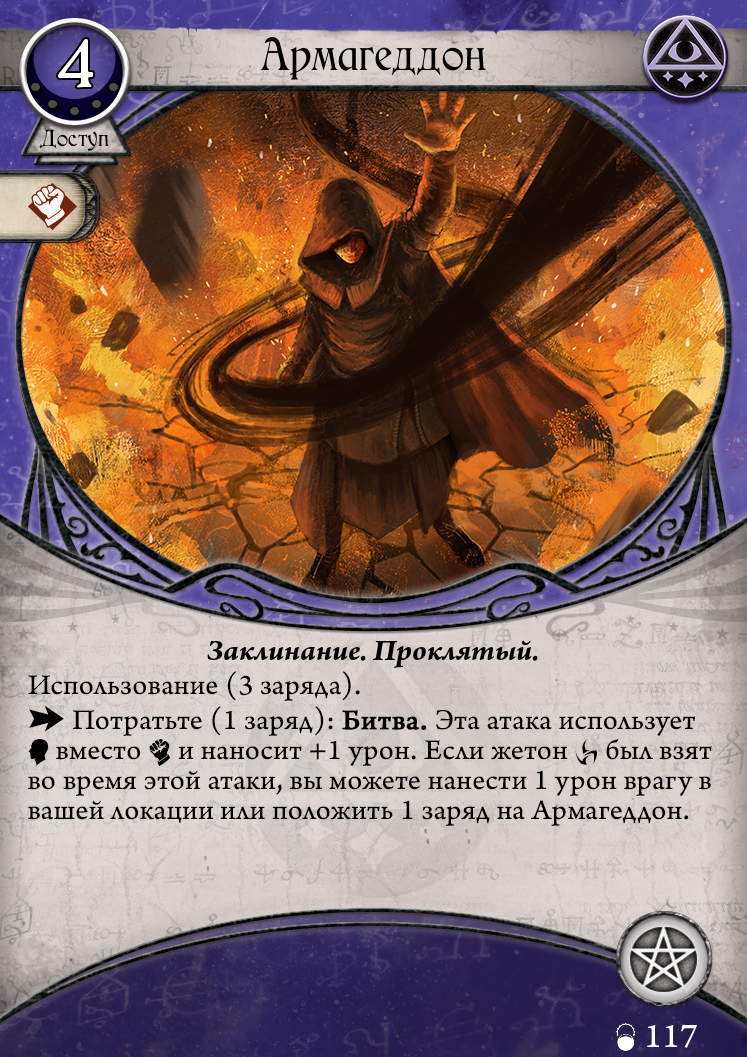 4
Армагеддон
Доступ
Заклинание. Проклятый.
Использование (3 заряда).
Потратьте (1 заряд): Битва. Эта атака использует
вместо и наносит +1 урон. Если жетон был взят
во время этой атаки, вы можете нанести 1 урон врагу в
вашей локации или положить 1 заряд на Армагеддон.
117